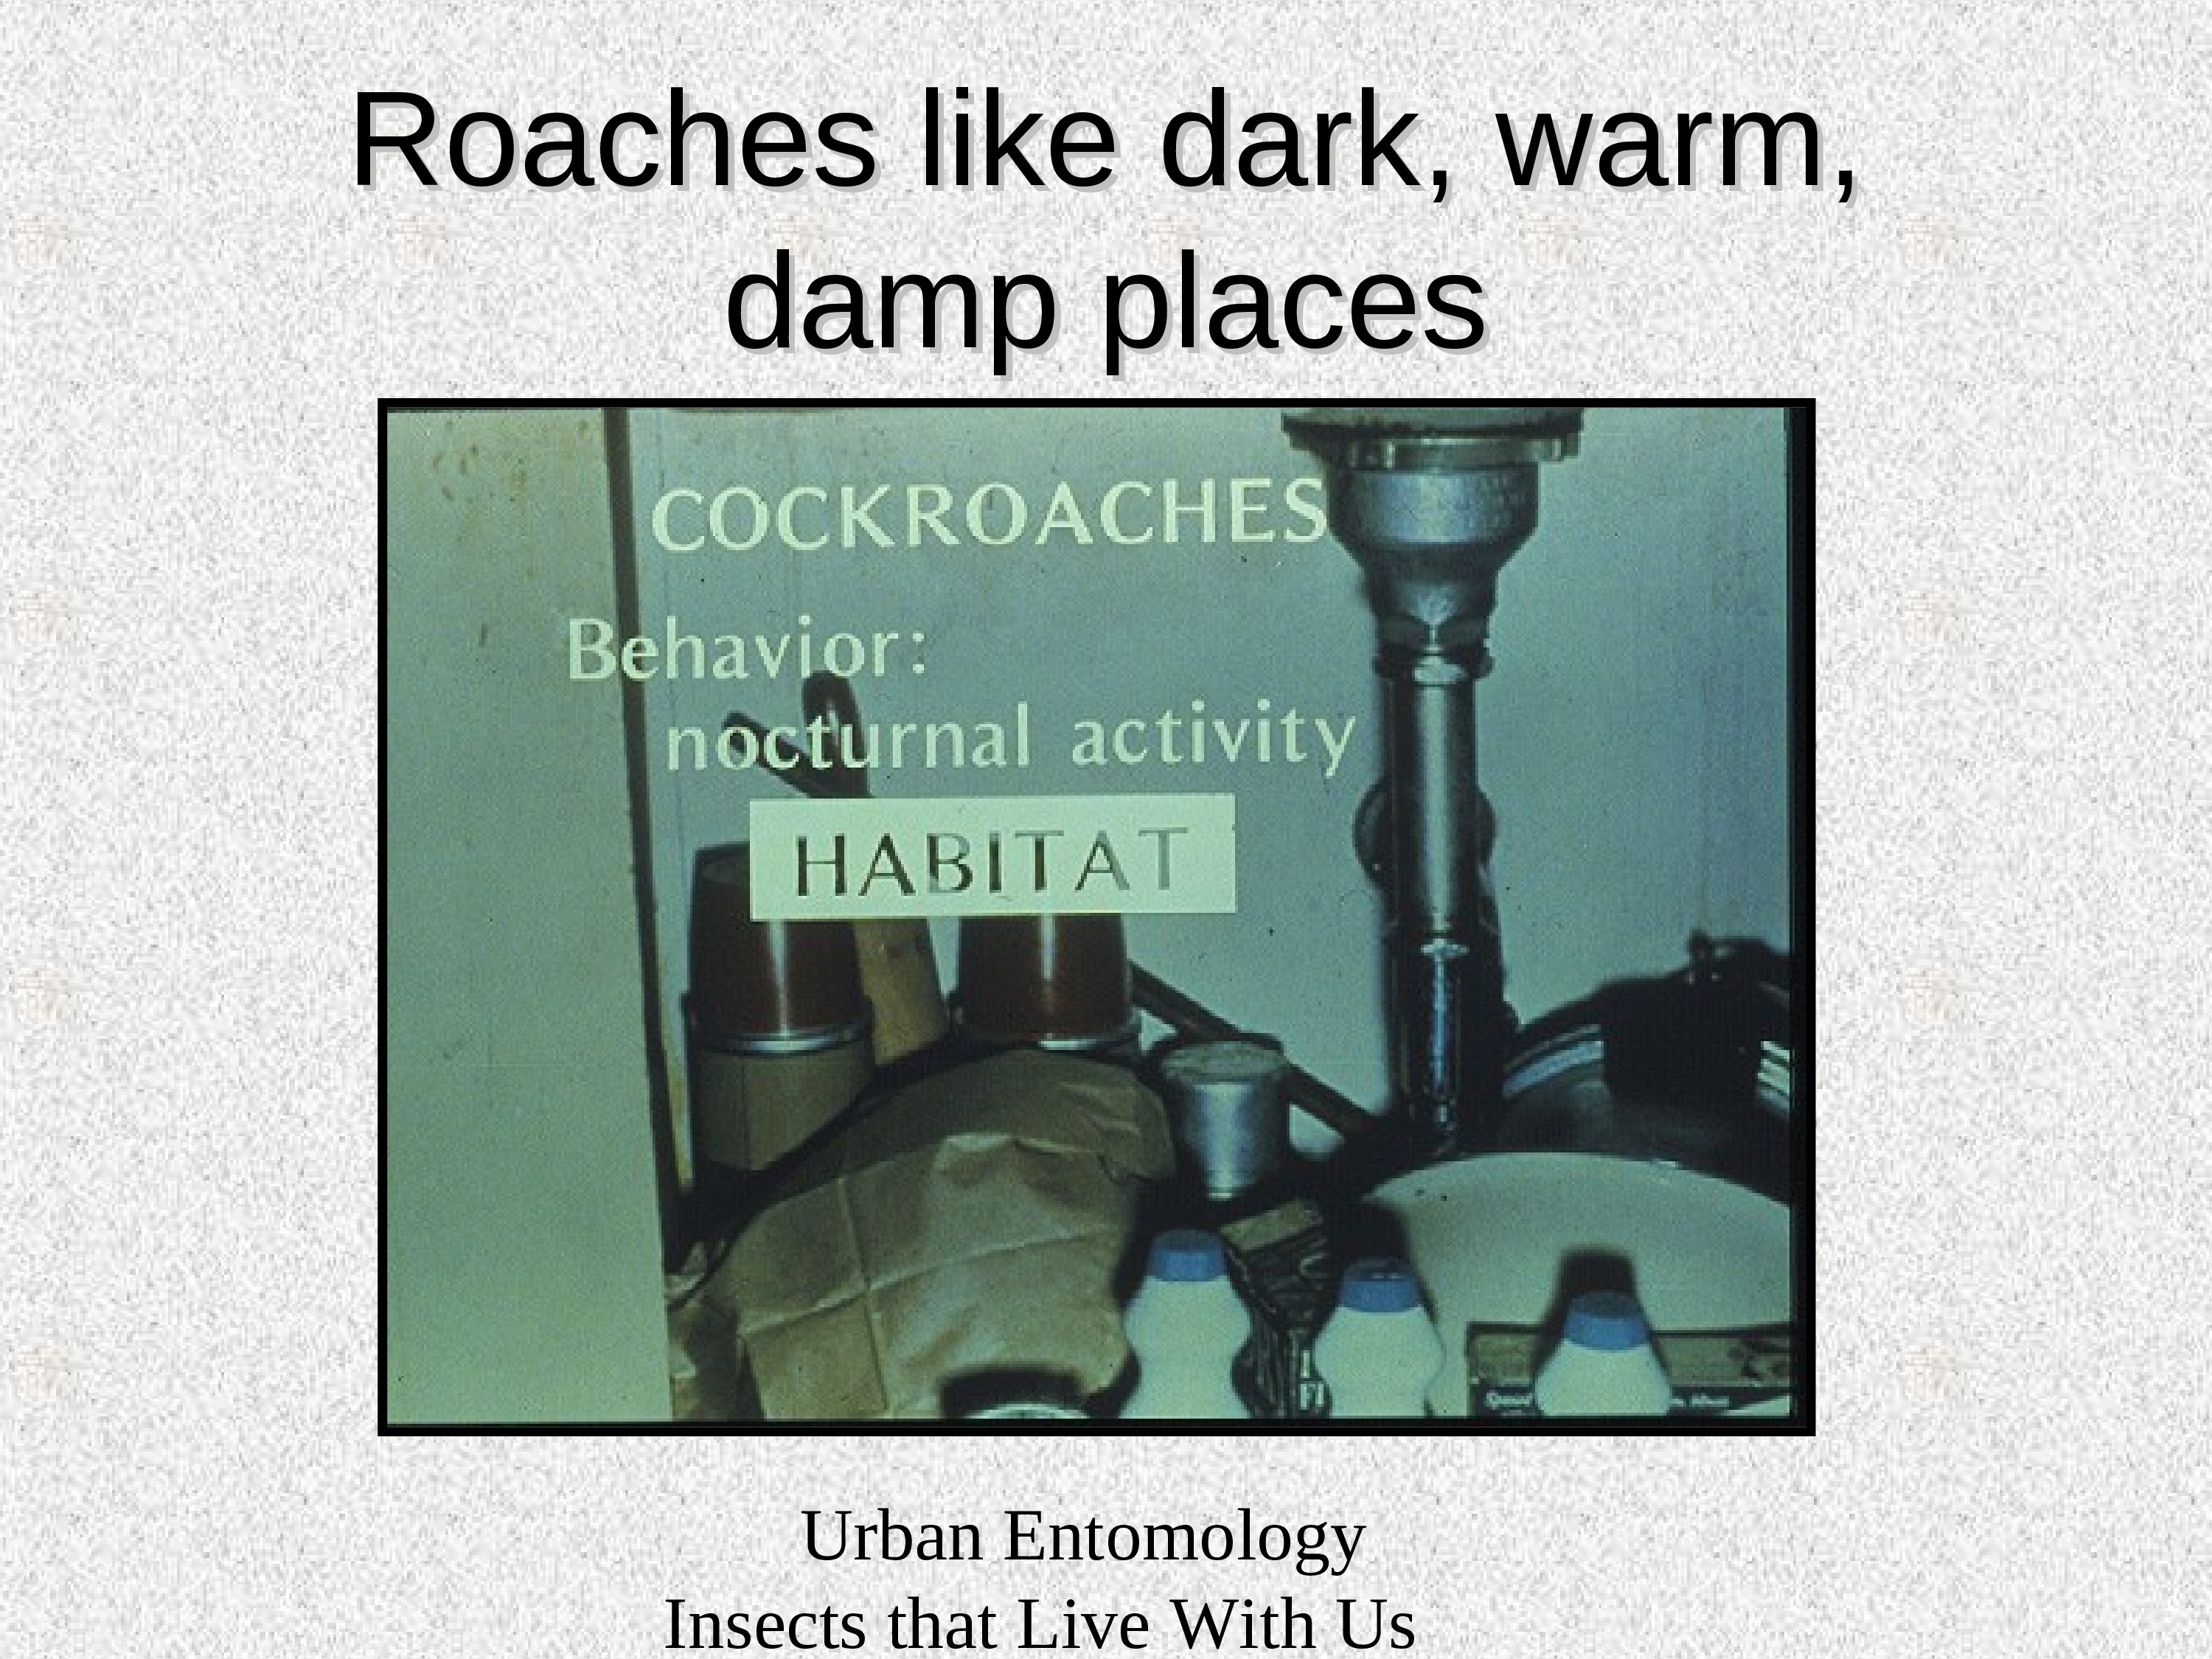 Roaches like dark, warm,
damp places
COCKROACHES
Behavior:
nocturnal activity
HABITAT
Urban Entomology
Insects that Live With Us